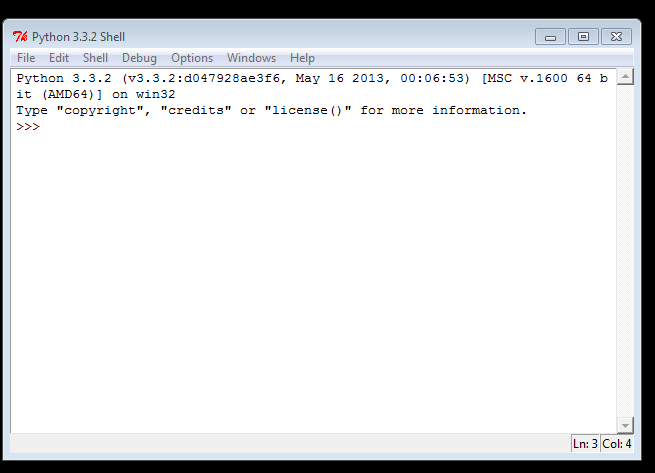 Python 3.3.2 Shell
File Edit Shell Debug Options Windows Help
Python 3.3.2 (v3.3.2:d047928ae3f6, May 16 2013, 00:06:53) [MSC v.1600 64 b
it (AMD64)] on win32
Type "copyright", "credits" or "license()" for more information.
>>>
Ln: 3 Col: 4